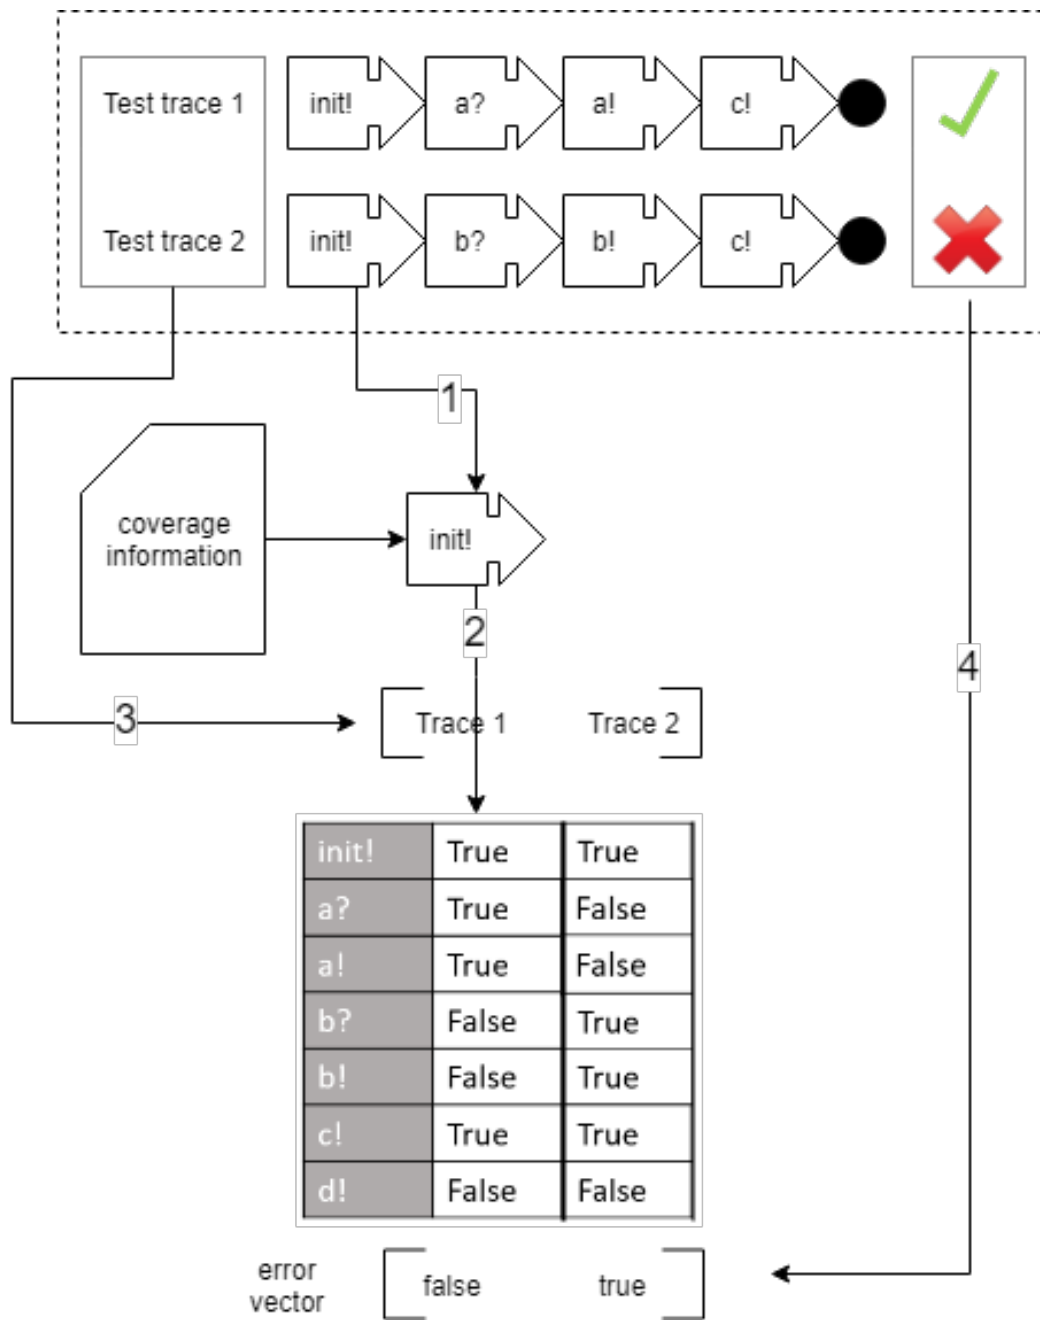 Test trace 1
init!
a?
a!
c!
Test trace 2
init!
b?
b!
c!
1
coverage
information
init!
2
3
4
Trace 1 Trace 2
init! True True
a? True False
a! True False
b? False True
b! False True
c! True True
d! False False
error
vector
false true